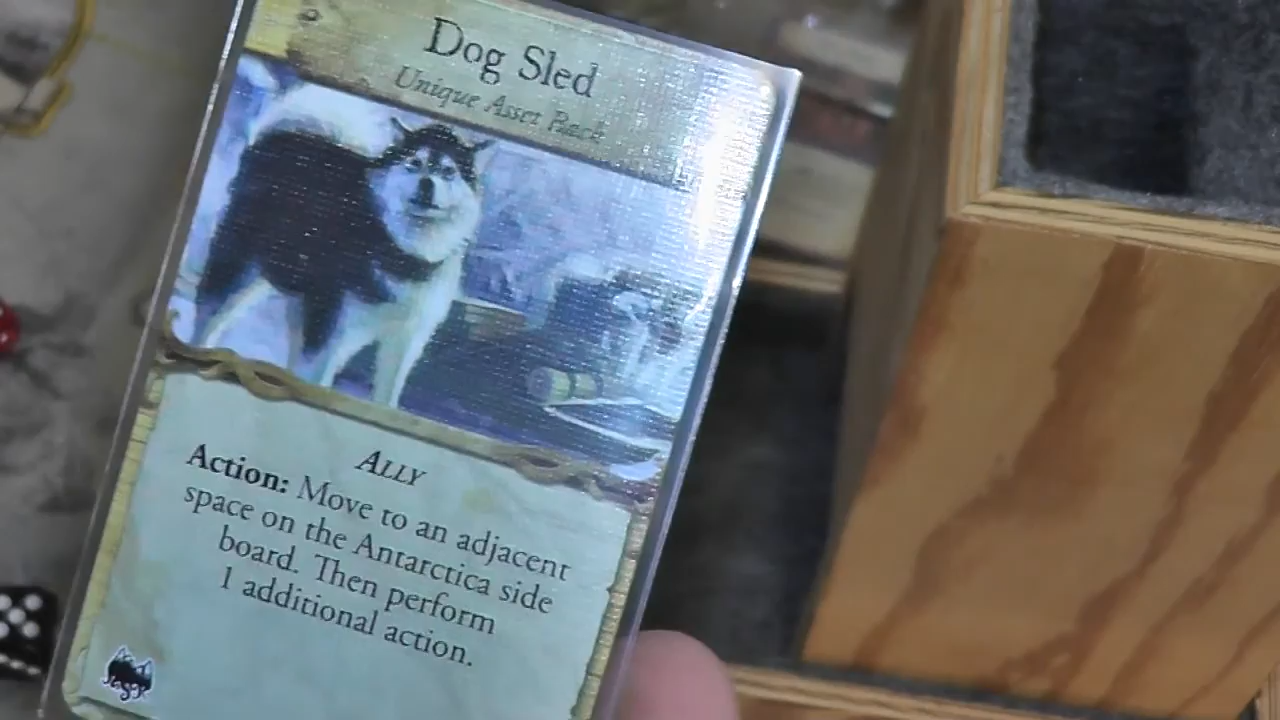 Dog Sled
Unique Asset
ALLY
Action: Move to an adjacent
space on the Antarctica side
board. Then perform
1 additional action.